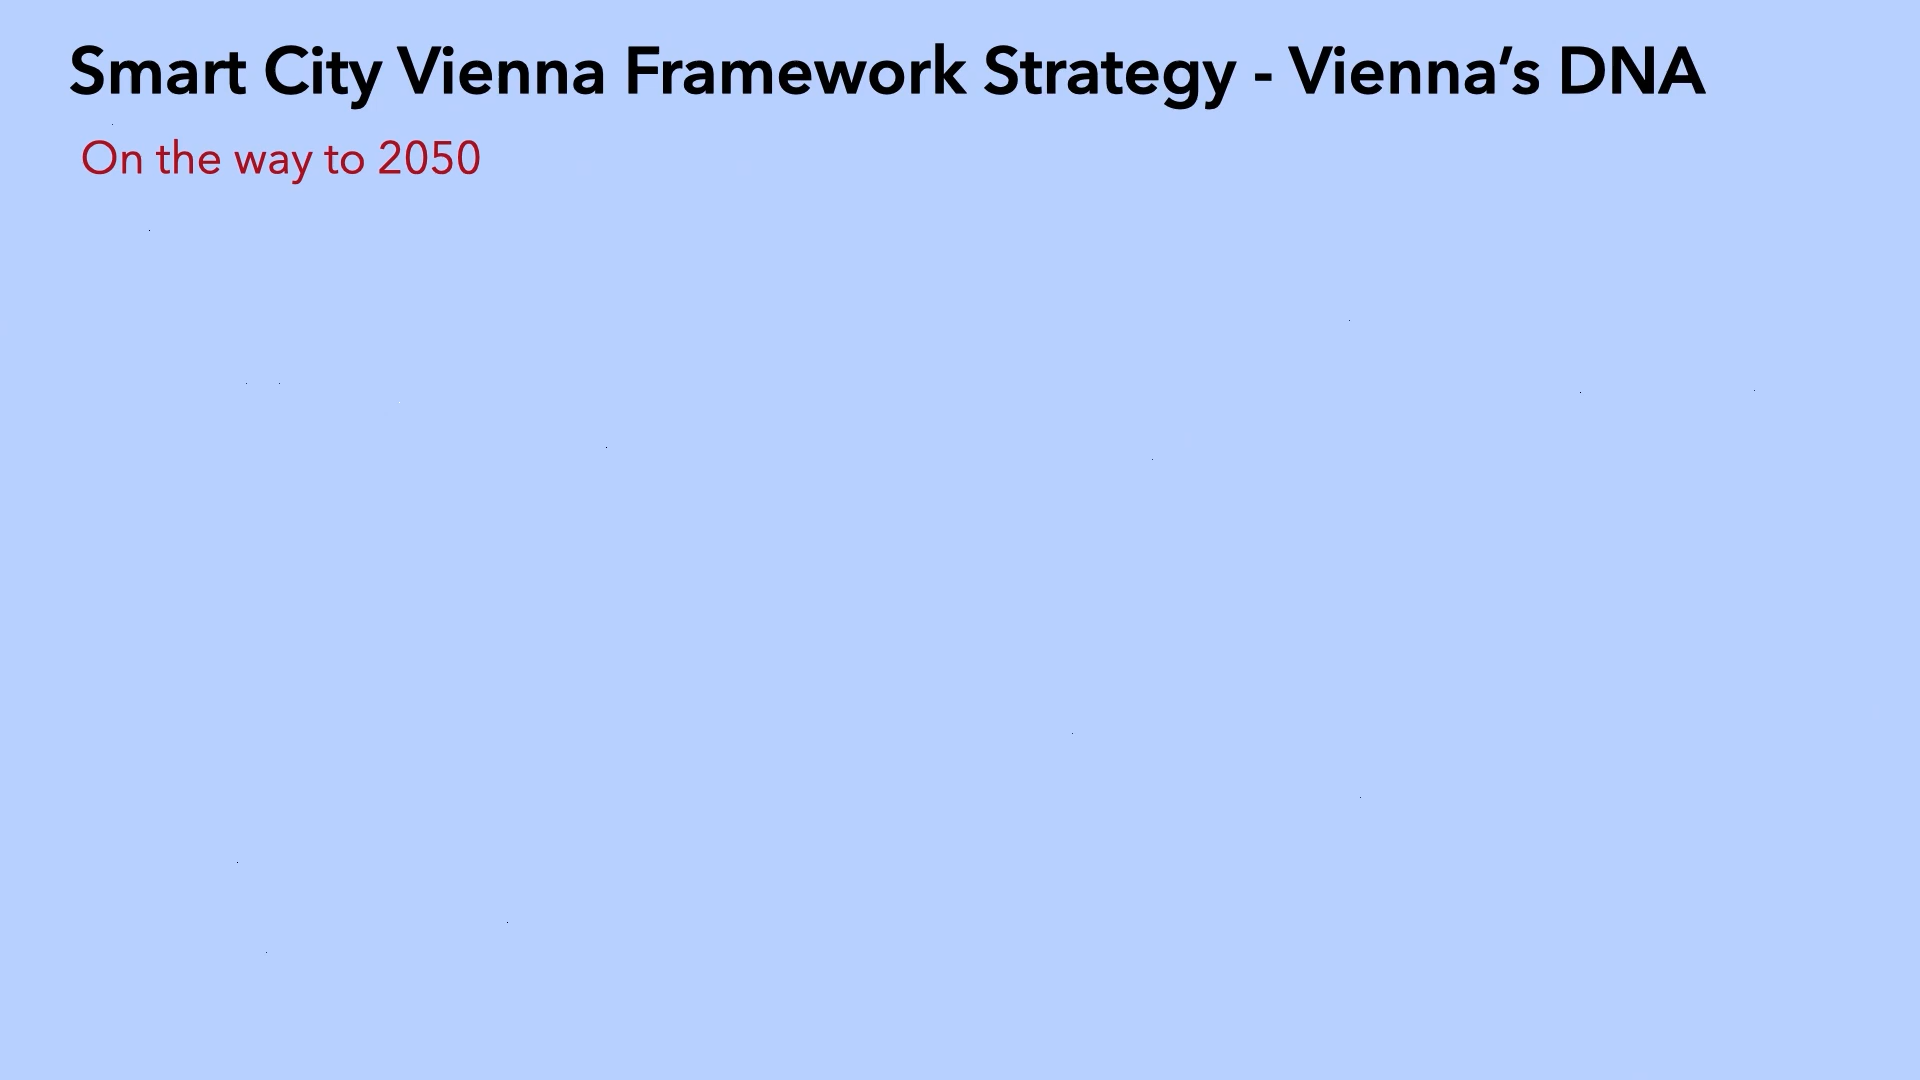 Smart City Vienna Framework Strategy - Vienna’s DNA
On the way to 2050